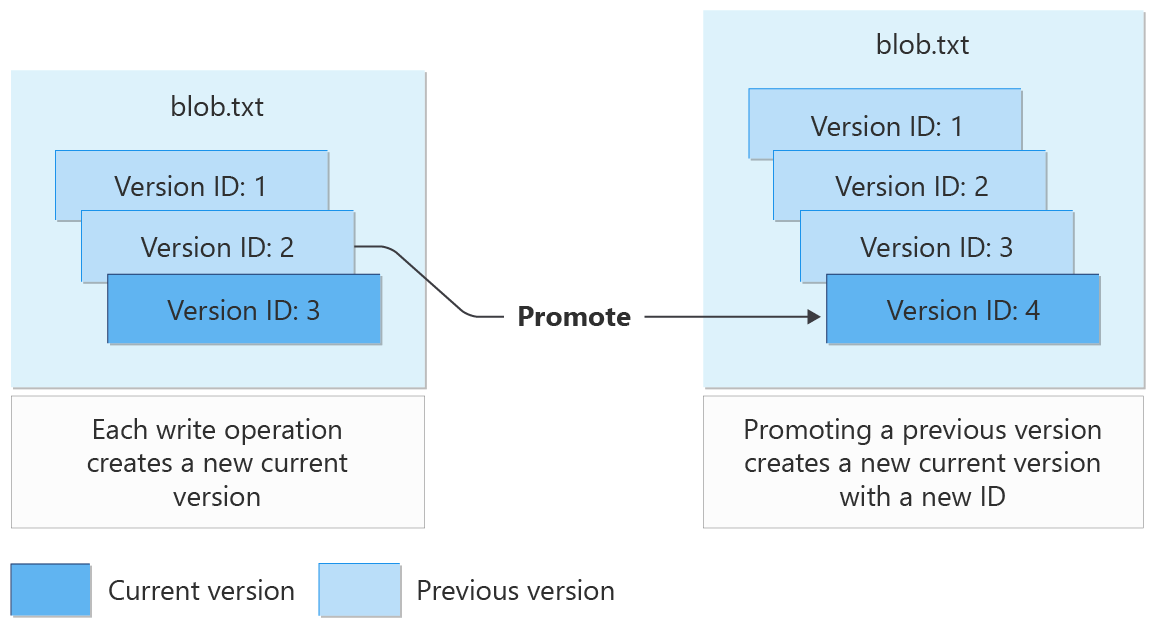 blob.txt
Version ID: 1
Version ID: 2
Version ID: 3
Each write operation
creates a new current
version
Promote
blob.txt
Version ID: 1
Version ID: 2
Version ID: 3
Version ID: 4
Promoting a previous version
creates a new current version
with a new ID
Current version
Previous version